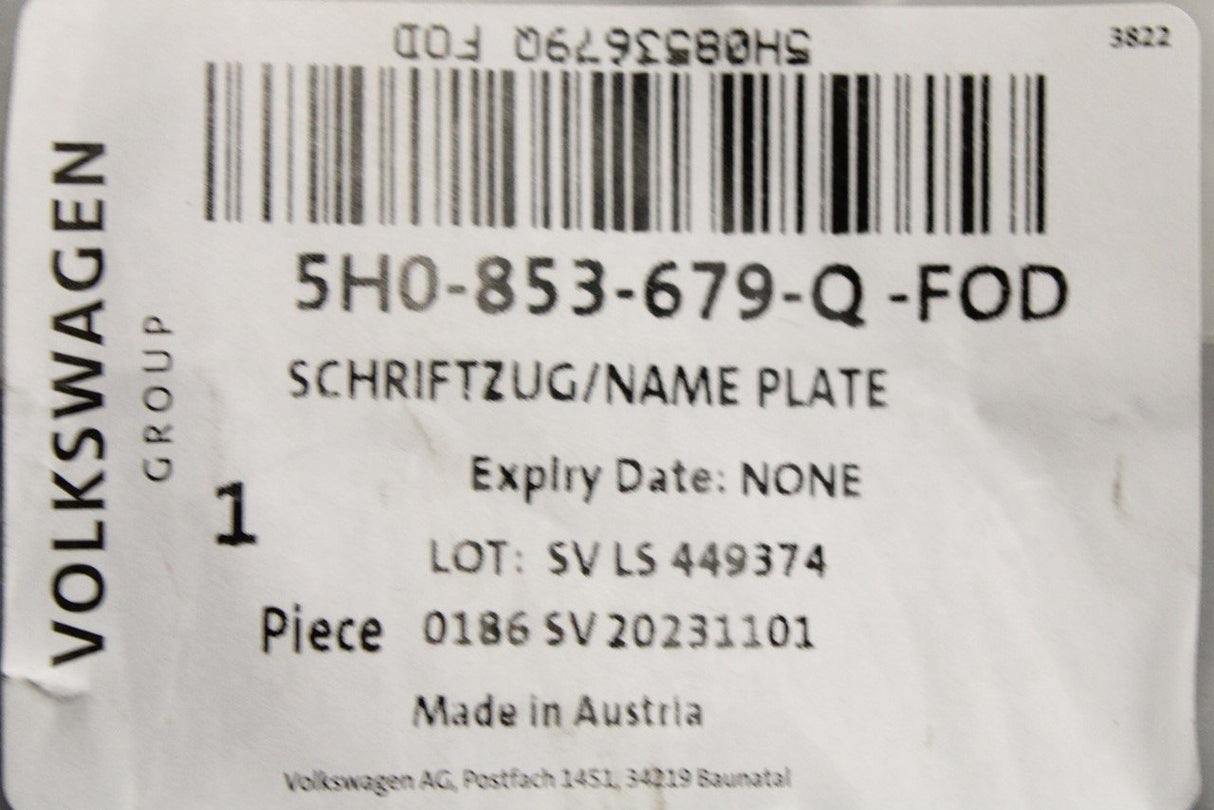 3822
5H0853679Q FOD
VOLKSWAGEN
GROUP
5H0-853-679-Q -FOD
SCHRIFTZUG/NAME PLATE
Expiry Date: NONE
1
LOT: SV LS 449374
Piece 0186 SV 20231101
Made in Austria
Volkswagen AG, Postfach 1451, 34219 Baunatal